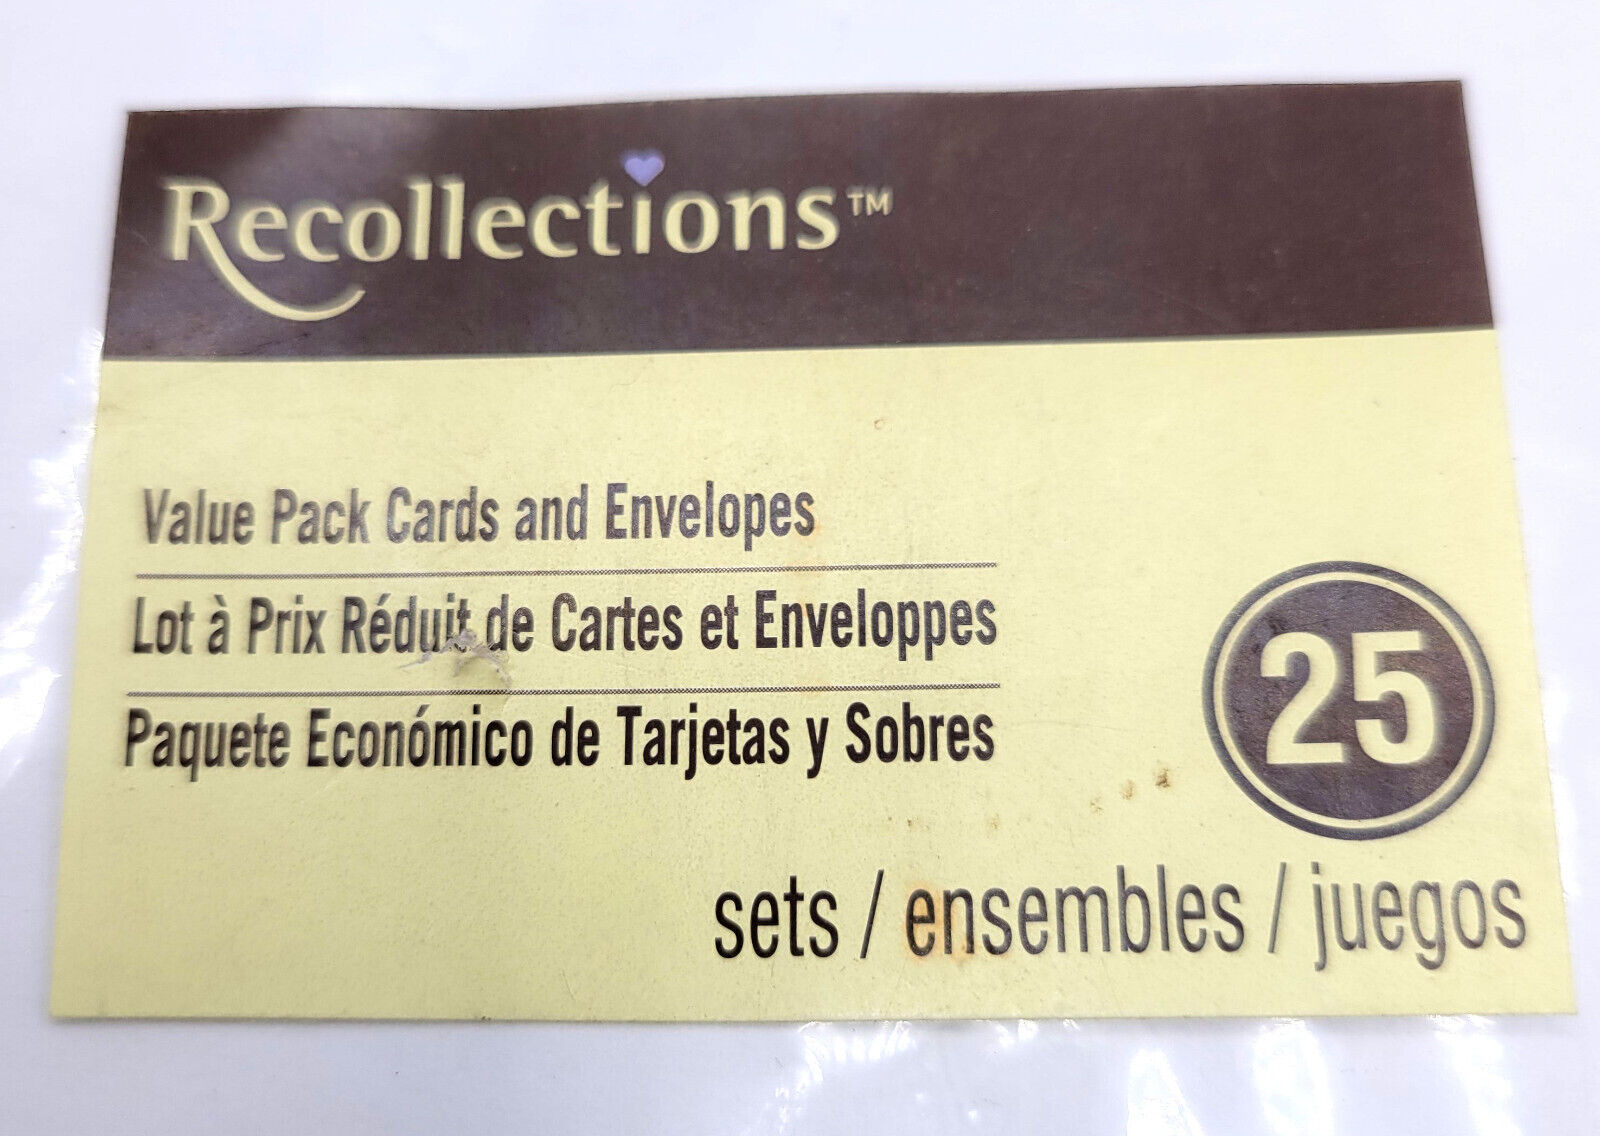 Recollections™
Value Pack Cards and Envelopes
Lot à Prix Réduit de Cartes et Enveloppes
Paquete Económico de Tarjetas y Sobres
25
sets / ensembles / juegos